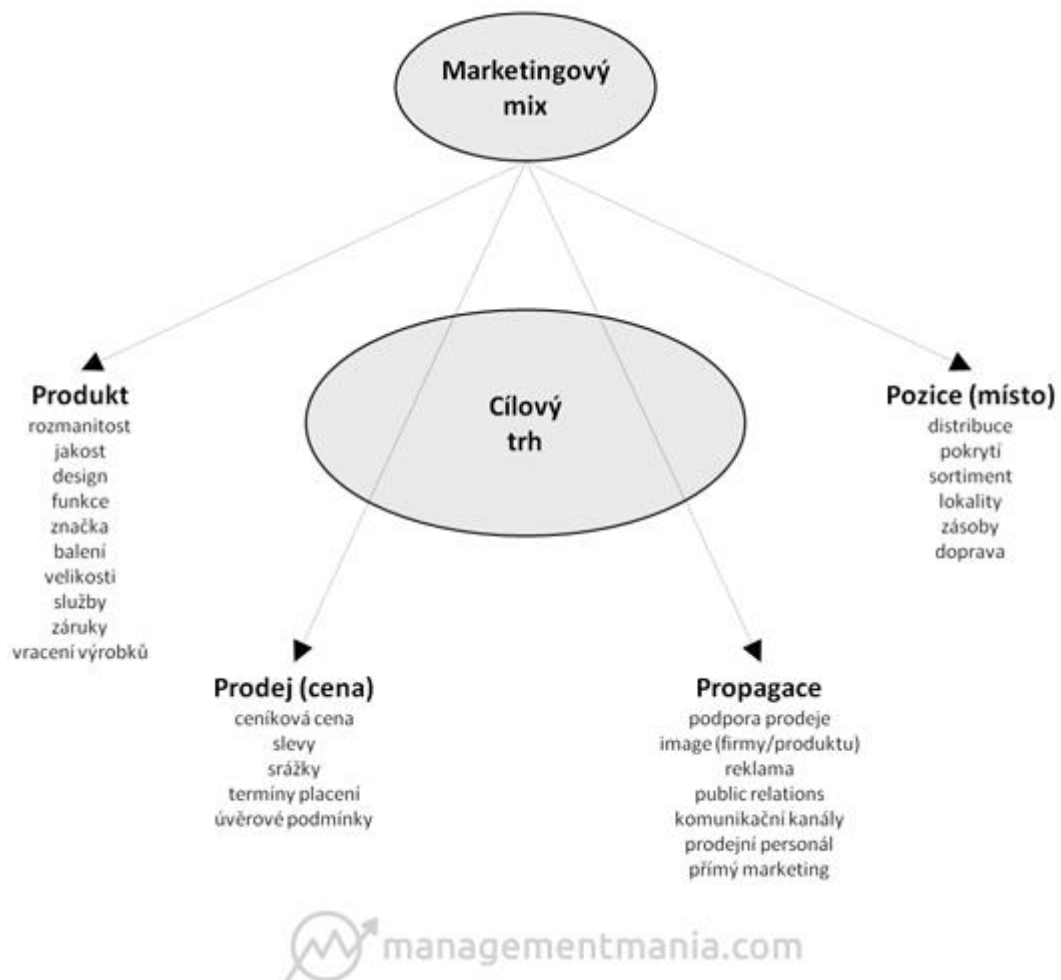 Marketingový
mix
Cílový
trh
Produkt
rozmanitost
jakost
design
funkce
značka
balení
velikosti
služby
záruky
vracení výrobků
Pozice (místo)
distribuce
pokrytí
sortiment
lokality
zásoby
doprava
Prodej (cena)
ceníková cena
slevy
srážky
termíny placení
úvěrové podmínky
Propagace
podpora prodeje
image (firmy/produktu)
reklama
public relations
komunikační kanály
prodejní personál
přímý marketing
managementmania.com